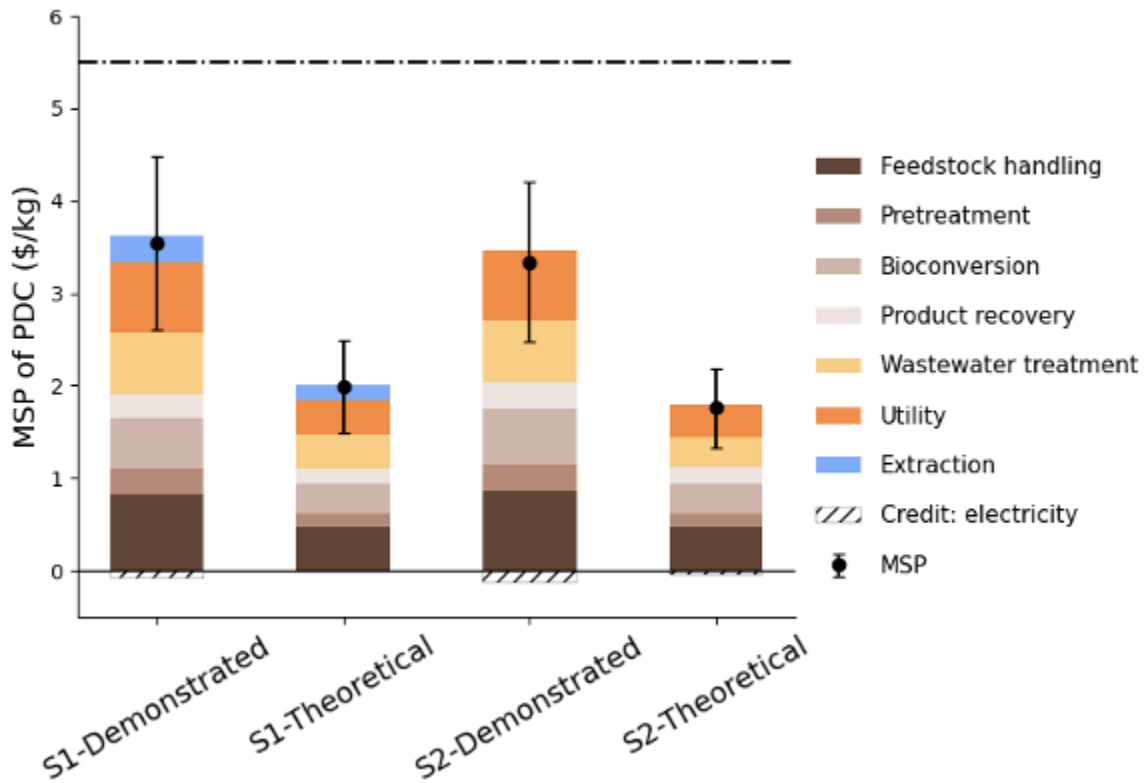 6
5
4
3
2
1
0
MSP of PDC ($/kg)
S1-Demonstrated
S1-Theoretical
S2-Demonstrated
S2-Theoretical
Feedstock handling
Pretreatment
Bioconversion
Product recovery
Wastewater treatment
Utility
Extraction
Credit: electricity
MSP